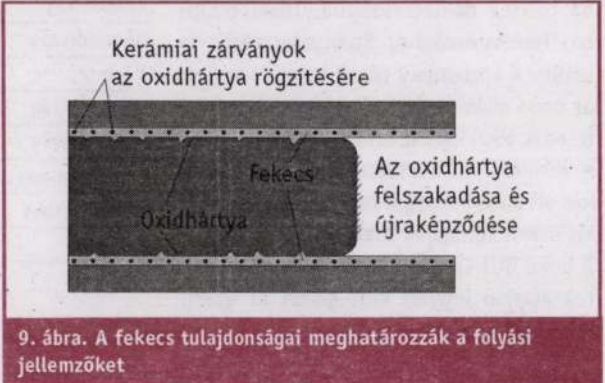 Kerámiai zárványok
az oxidhártya rögzítésére
Fekecs
Oxidhártya
Az oxidhártya
felszakadása és
újraképződése
9. ábra. A fekecs tulajdonságai meghatározzák a folyási
jellemzőket